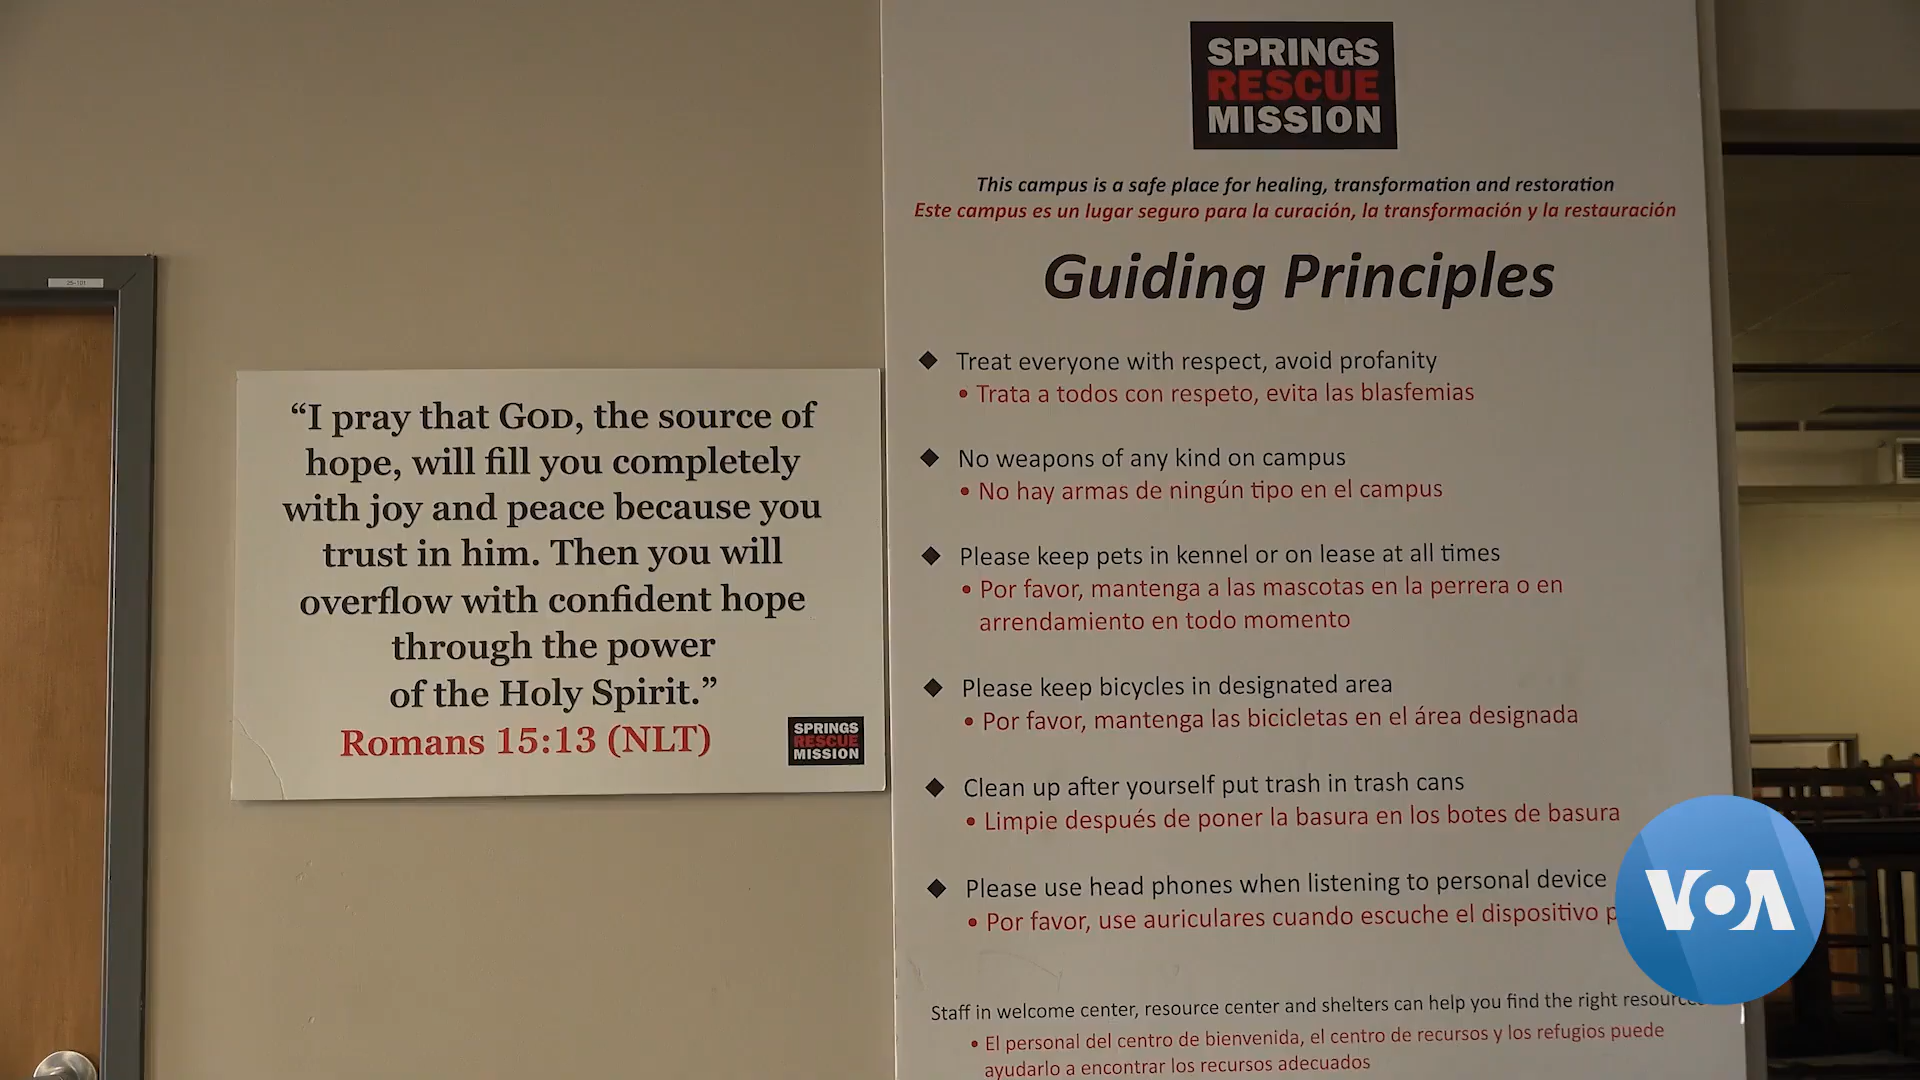 25-101
“I pray that GOD, the source of
hope, will fill you completely
with joy and peace because you
trust in him. Then you will
overflow with confident hope
through the power
of the Holy Spirit.”
Romans 15:13 (NLT)
SPRINGS
RESCUE
MISSION
SPRINGS
RESCUE
MISSION
This campus is a safe place for healing, transformation and restoration
Este campus es un lugar seguro para la curación, la transformación y la restauración
Guiding Principles
◆ Treat everyone with respect, avoid profanity
• Trata a todos con respeto, evita las blasfemias
◆ No weapons of any kind on campus
• No hay armas de ningún tipo en el campus
◆ Please keep pets in kennel or on lease at all times
• Por favor, mantenga a las mascotas en la perrera o en
arrendamiento en todo momento
◆ Please keep bicycles in designated area
• Por favor, mantenga las bicicletas en el área designada
◆ Clean up after yourself put trash in trash cans
• Limpie después de poner la basura en los botes de basura
◆ Please use head phones when listening to personal device
• Por favor, use auriculares cuando escuche el dispositivo
Staff in welcome center, resource center and shelters can help you find the right
• El personal del centro de bienvenida, el centro de recursos y los refugios puede
ayudarlo a encontrar los recursos adecuados
VOA